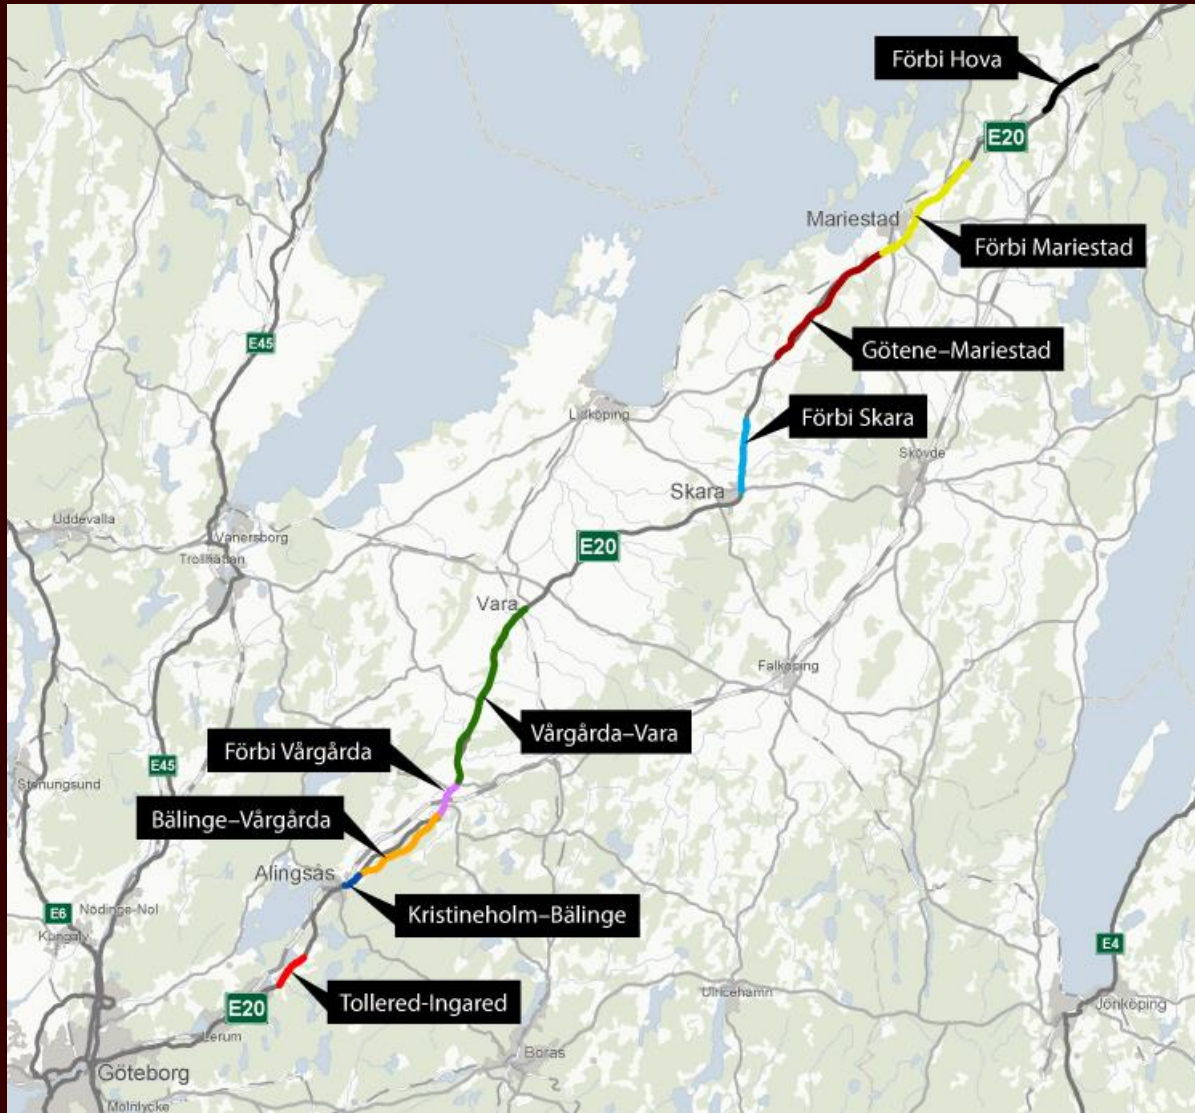 Förbi Hova
E20
Mariestad
Förbi Mariestad
E45
Götene–Mariestad
Lidköping
Förbi Skara
Skövde
Skara
Uddevalla
Vänersborg
E20
Trollhättan
Vara
Falköping
Vårgårda–Vara
Förbi Vårgårda
E45
Stenungsund
Bälinge–Vårgårda
Alingsås
E6
Nödinge-Nol
Kristineholm–Bälinge
Kungälv
E4
Ulricehamn
Tollered-Ingared
Jönköping
E20
Lerum
Borås
Göteborg
Mölnlycke